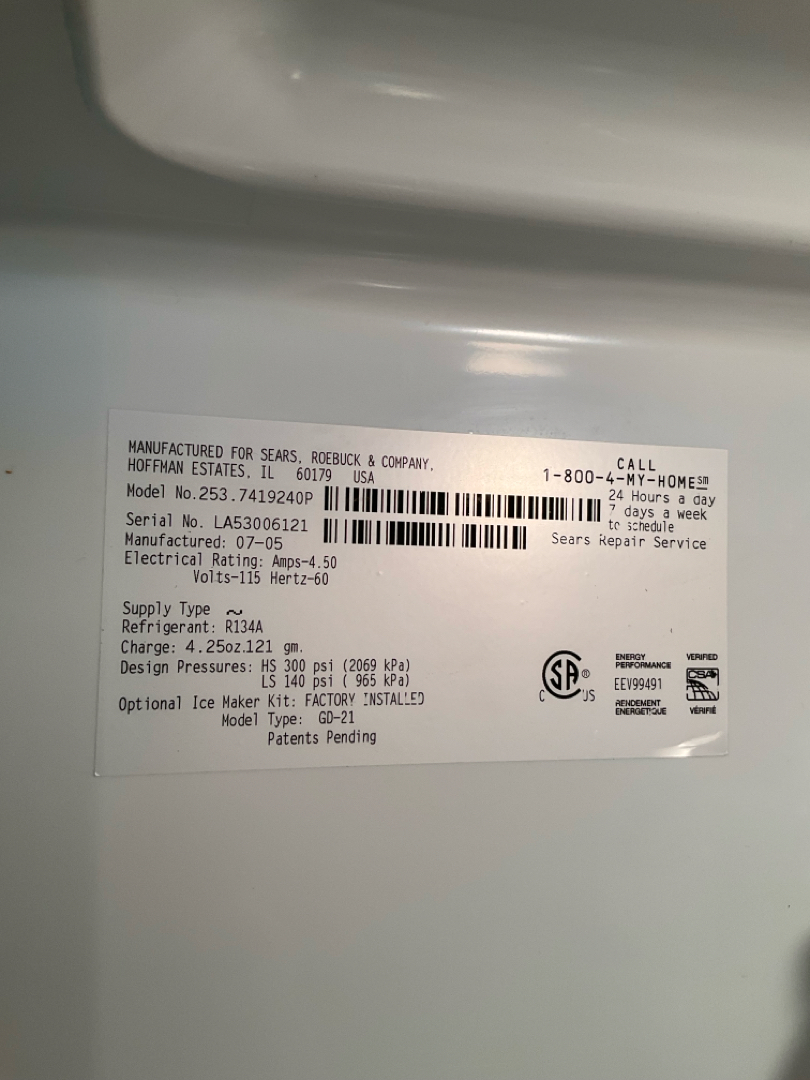 MANUFACTURED FOR SEARS, ROEBUCK & COMPANY,
HOFFMAN ESTATES, IL 60179 USA
Model No.253.7419240P
Serial No. LA53006121
Manufactured: 07-05
Electrical Rating: Amps-4.50
Volts-115 Hertz-60
Supply Type ~
Refrigerant: R134A
Charge: 4.25oz.121 gm.
Design Pressures: HS 300 psi (2069 kPa)
LS 140 psi ( 965 kPa)
Optional Ice Maker Kit: FACTORY INSTALLED
Model Type: GD-21
Patents Pending
CALL
1-800-4-MY-HOME℠
24 Hours a day
7 days a week
to schedule
Sears Repair Service
C SA ® US
ENERGY
PERFORMANCE
EEV99491
RENDEMENT
ENERGETIQUE
VERIFIED
CSA
VÉRIFIÉ